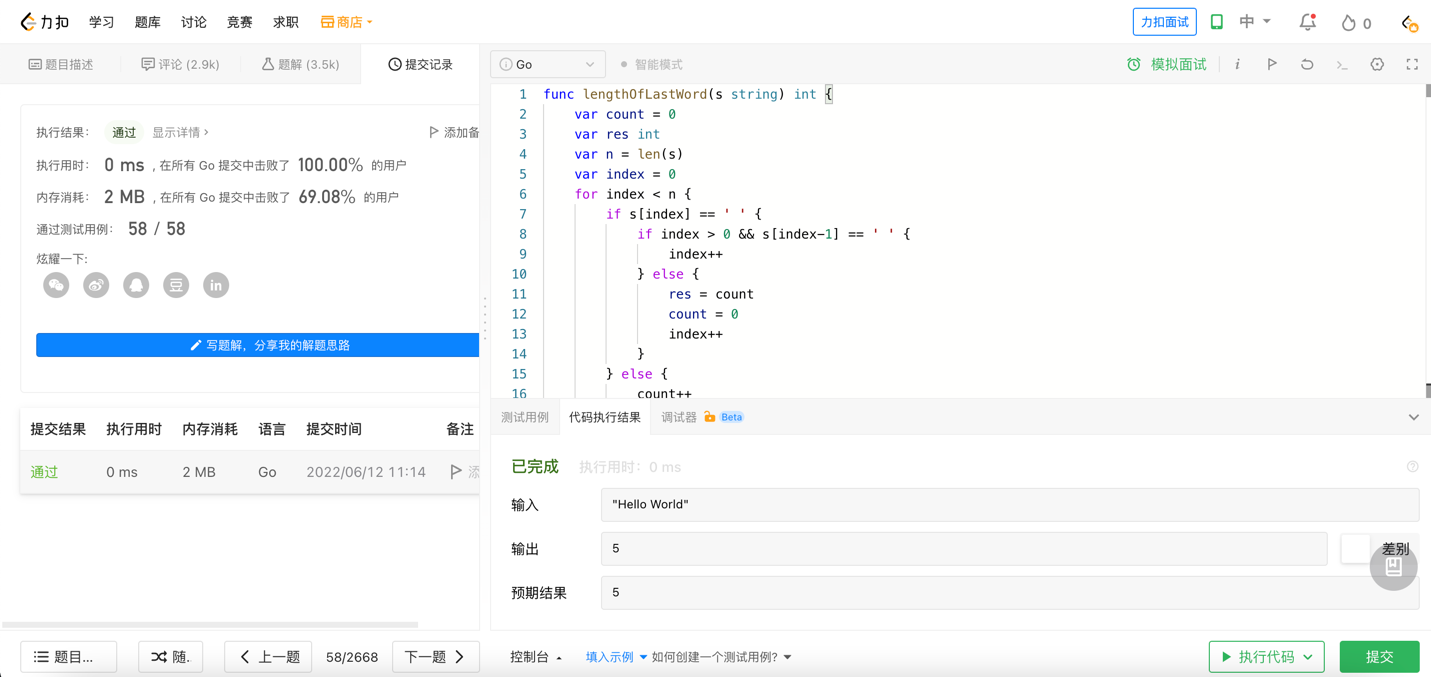 力扣 学习 题库 讨论 竞赛 求职 商店 力扣面试 中 0
题目描述 评论 (2.9k) 题解 (3.5k) 提交记录
执行结果： 通过 显示详情 › 添加备
执行用时： 0 ms , 在所有 Go 提交中击败了 100.00% 的用户
内存消耗： 2 MB , 在所有 Go 提交中击败了 69.08% 的用户
通过测试用例： 58 / 58
炫耀一下:
豆 in
写题解，分享我的解题思路
提交结果 执行用时 内存消耗 语言 提交时间 备注
通过 0 ms 2 MB Go 2022/06/12 11:14 添
题目... 随. 上一题 58/2668 下一题
i Go 智能模式 模拟面试 i
1 func lengthOfLastWord(s string) int {
2 var count = 0
3 var res int
4 var n = len(s)
5 var index = 0
6 for index < n {
7 if s[index] == ' ' {
8 if index > 0 && s[index-1] == ' ' {
9 index++
10 } else {
11 res = count
12 count = 0
13 index++
14 }
15 } else {
16 count++
测试用例 代码执行结果 调试器 Beta
已完成 执行用时：0 ms
输入 "Hello World"
输出 5 差别
预期结果 5
控制台 填入示例 如何创建一个测试用例? 执行代码 提交